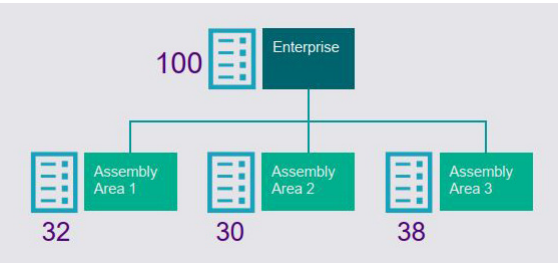 100
Enterprise
Assembly
Area 1
Assembly
Area 2
Assembly
Area 3
32
30
38